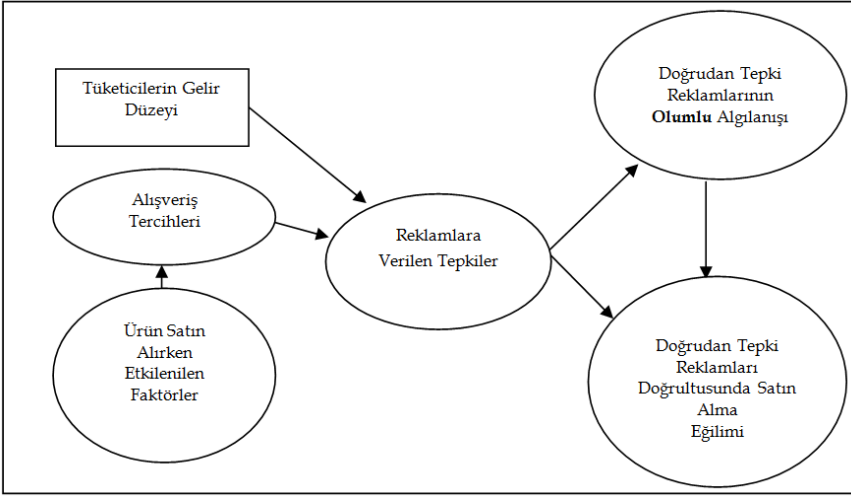 Tüketicilerin Gelir
Düzeyi
Alışveriş
Tercihleri
Ürün Satın
Alırken
Etkilenilen
Faktörler
Reklamlara
Verilen Tepkiler
Doğrudan Tepki
Reklamlarının
Olumlu Algılanışı
Doğrudan Tepki
Reklamları
Doğrultusunda Satın
Alma
Eğilimi